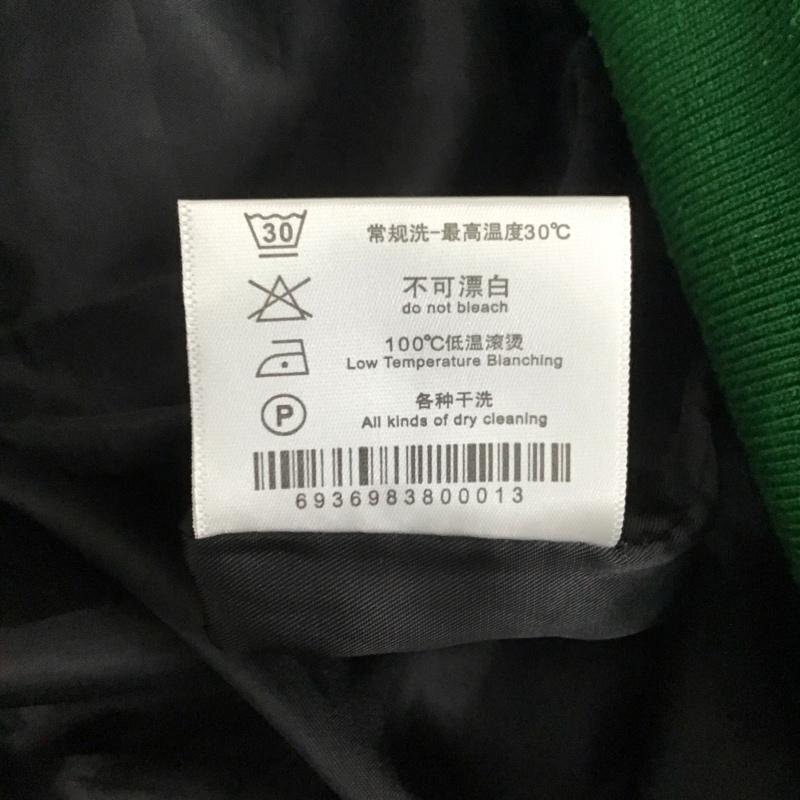 30 常规洗-最高温度30℃
不可漂白
do not bleach
100℃低温滚烫
Low Temperature Blanching
P 各种干洗
All kinds of dry cleaning
6936983800013